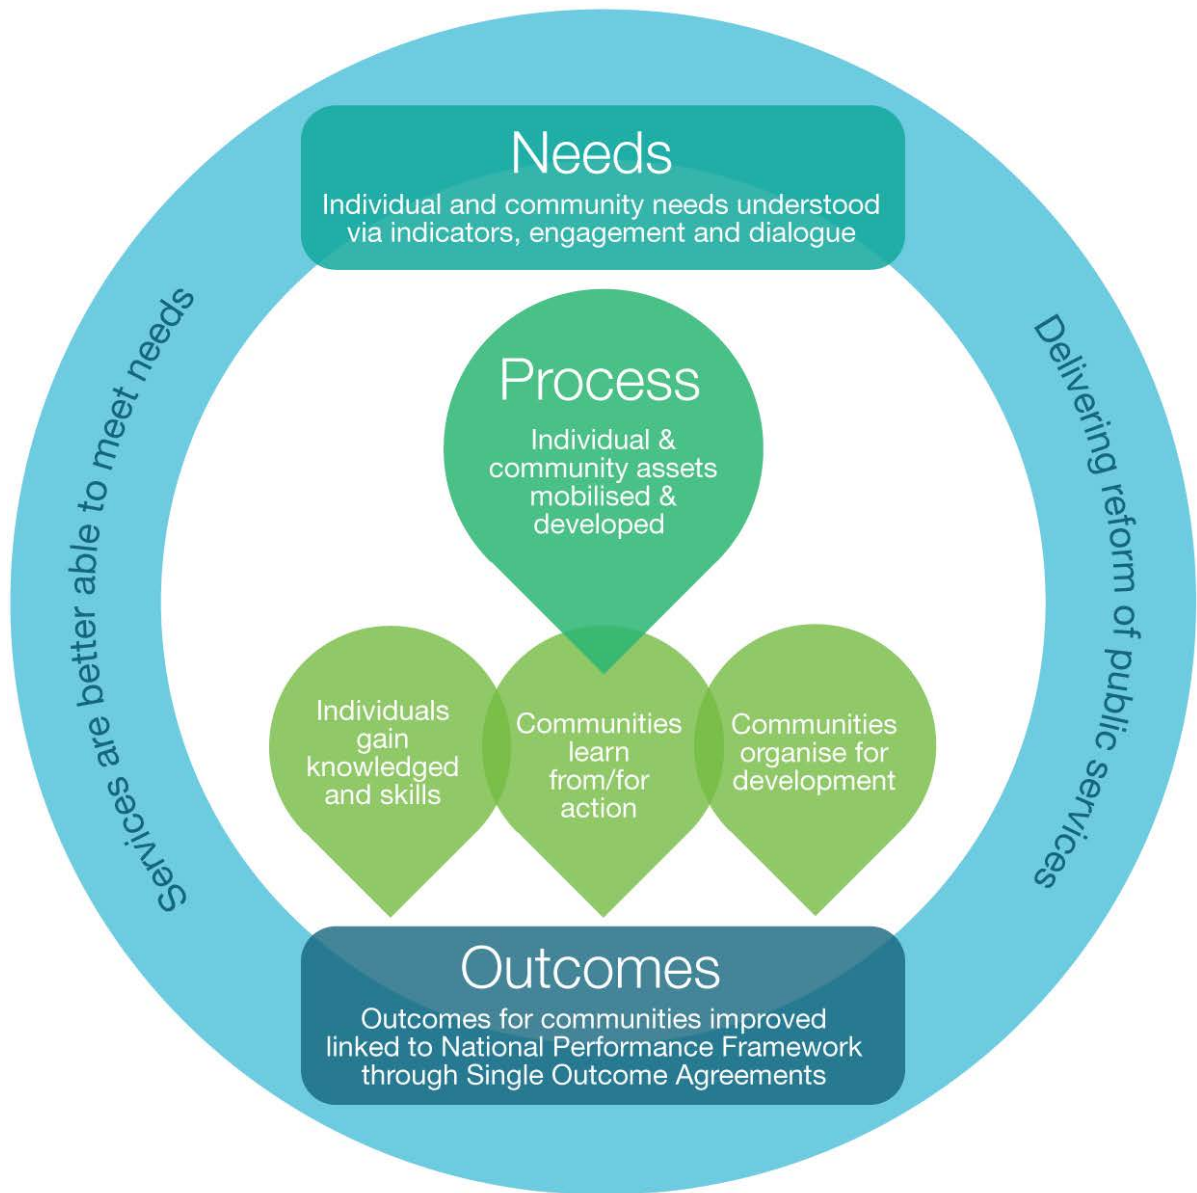 Needs
Individual and community needs understood
via indicators, engagement and dialogue
Services are better able to meet needs
Delivering reform of public services
Process
Individual &
community assets
mobilised &
developed
Individuals
gain
knowledged
and skills
Communities
learn
from/for
action
Communities
organise for
development
Outcomes
Outcomes for communities improved
linked to National Performance Framework
through Single Outcome Agreements